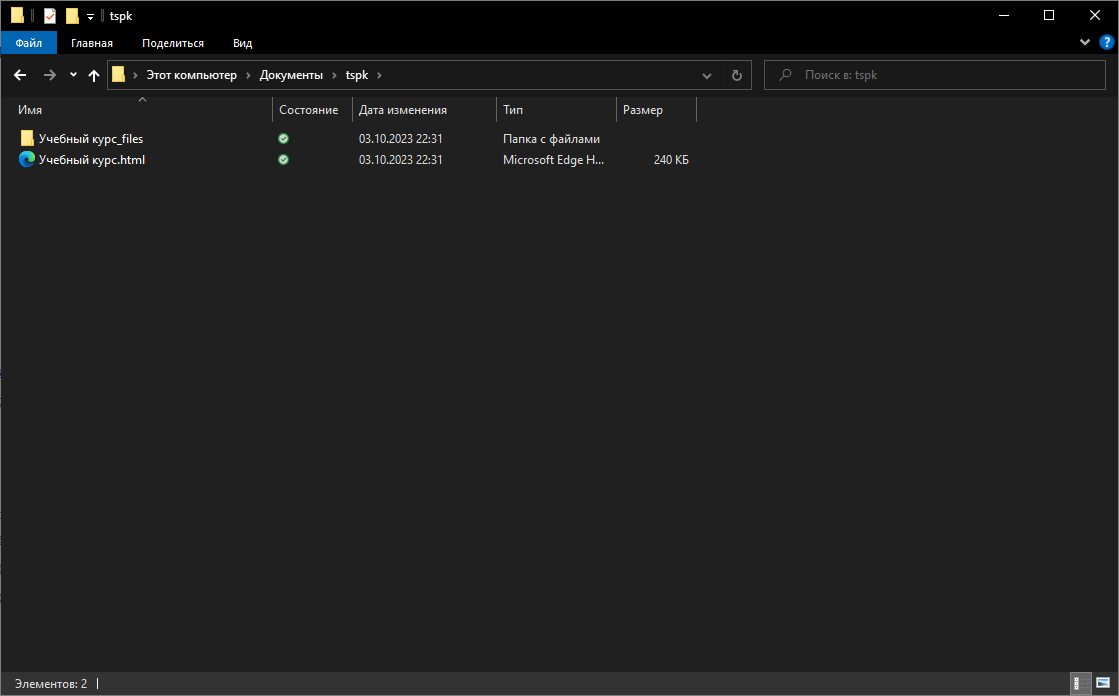 tspk
Файл Главная Поделиться Вид
Этот компьютер Документы tspk Поиск в: tspk
Имя Состояние Дата изменения Тип Размер
Учебный курс_files 03.10.2023 22:31 Папка с файлами
Учебный курс.html 03.10.2023 22:31 Microsoft Edge H... 240 КБ
Элементов: 2